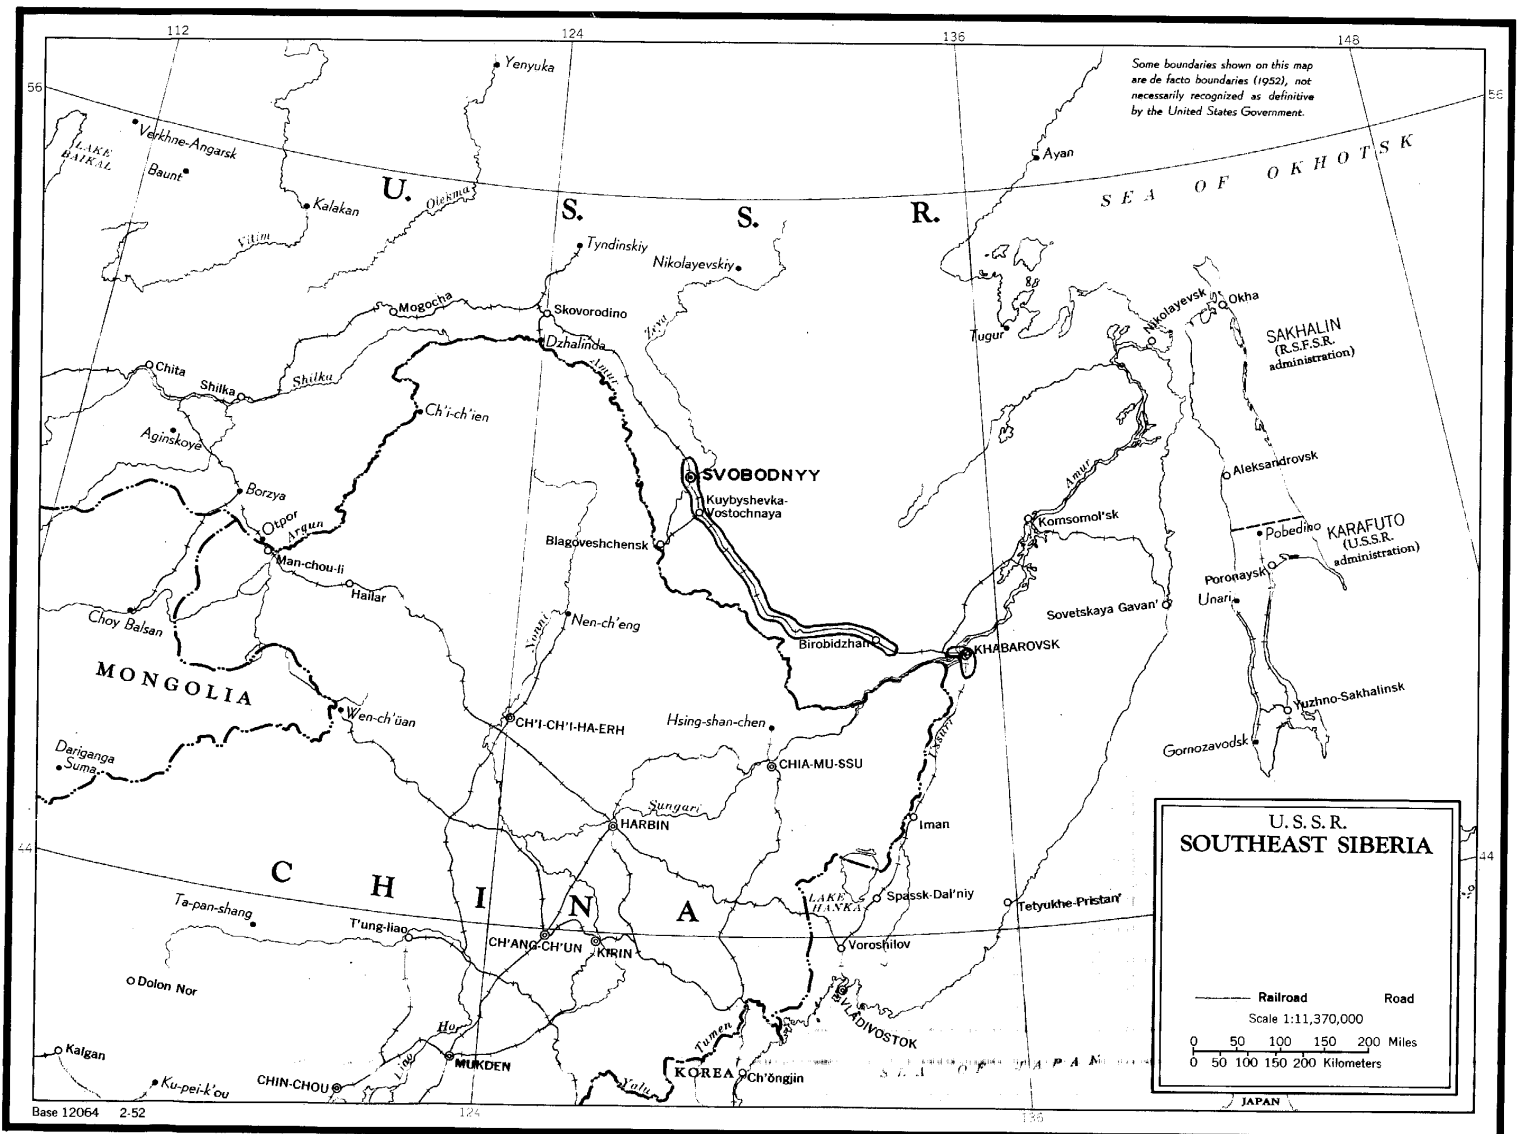 112
124
136
148
Yenyuka
Some boundaries shown on this map
are de facto boundaries (1952), not
necessarily recognized as definitive
by the United States Government.
56
56
Verkhne-Angarsk
LAKE
BAIKAL
Baunt
Ayan
SEA OF OKHOTSK
U. S. S. R.
Kalakan
Olekma
Vitim
Tyndinskiy
Nikolayevskiy
Mogocha
Skovorodino
Zeya
Tugur
Nikolayevsk
Okha
SAKHALIN
(R.S.F.S.R.
administration)
Dzhalinda
Amur
Chita
Shilka
Shilka
Ch'i-ch'ien
Aginskoye
Borzya
SVOBODNYY
Kuybyshevka-
Vostochnaya
Amur
Aleksandrovsk
Otpor
Argun
Komsomol'sk
Pobedino
KARAFUTO
(U.S.S.R.
administration)
Blagoveshchensk
Man-chou-li
Hailar
Poronaysk
Unari
Sovetskaya Gavan'
Choy Balsan
Nonni
Nen-ch'eng
Birobidzhan
KHABAROVSK
MONGOLIA
Wen-ch'üan
CH'I-CH'I-HA-ERH
Hsing-shan-chen
Ussuri
Yuzhno-Sakhalinsk
Gornozavodsk
Dariganga
Suma
CHIA-MU-SSU
Sungari
HARBIN
Iman
U.S.S.R.
SOUTHEAST SIBERIA
44
44
CHINA
LAKE
HANKA
Spassk-Dal'niy
Tetyukhe-Pristan'
Ta-pan-shang
T'ung-liao
CH'ANG-CH'UN
KIRIN
Voroshilov
Dolon Nor
VLADIVOSTOK
Railroad Road
Scale 1:11,370,000
0 50 100 150 200 Miles
0 50 100 150 200 Kilometers
Kalgan
Ho
Liao
MUKDEN
Tumen
KOREA
Ch'ŏngjin
SEA OF JAPAN
Ku-pei-k'ou
CHIN-CHOU
Yalu
JAPAN
Base 12064 2-52
124
136